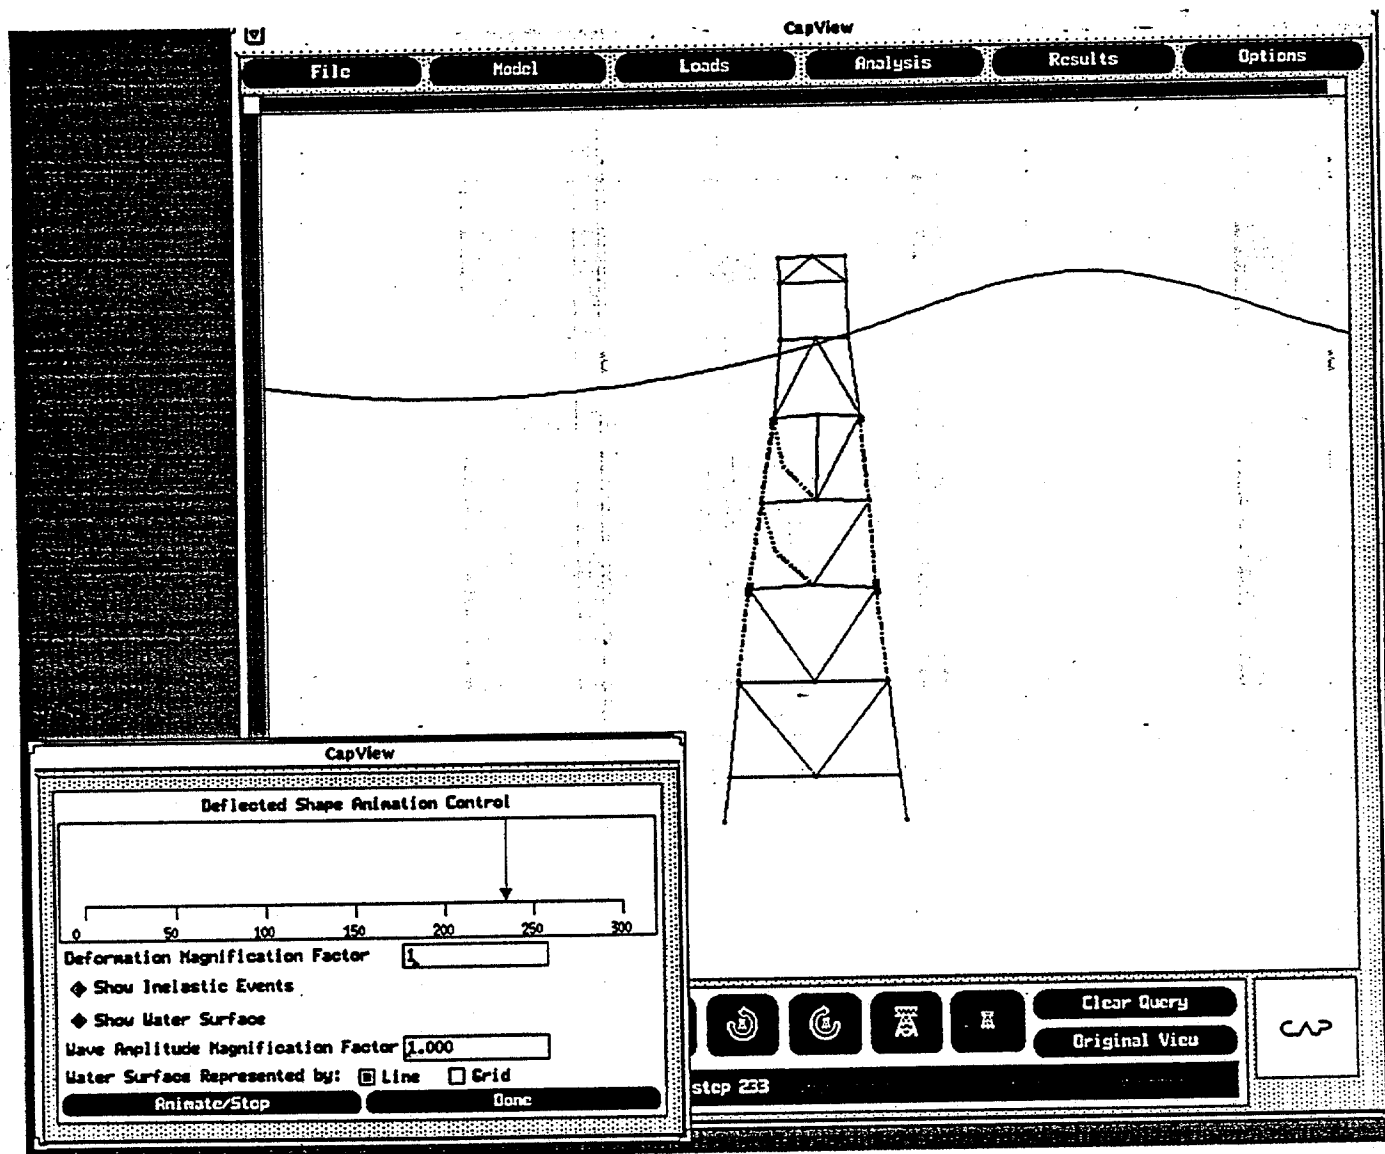 CapView
File Model Loads Analysis Results Options
CapView
Deflected Shape Animation Control
0 50 100 150 200 250 300
Deformation Magnification Factor 1
Show Inelastic Events
Show Water Surface
Wave Amplitude Magnification Factor 1.000
Water Surface Represented by: Line Grid
Animate/Stop Done
Clear Query
Original View
step 233
CAP